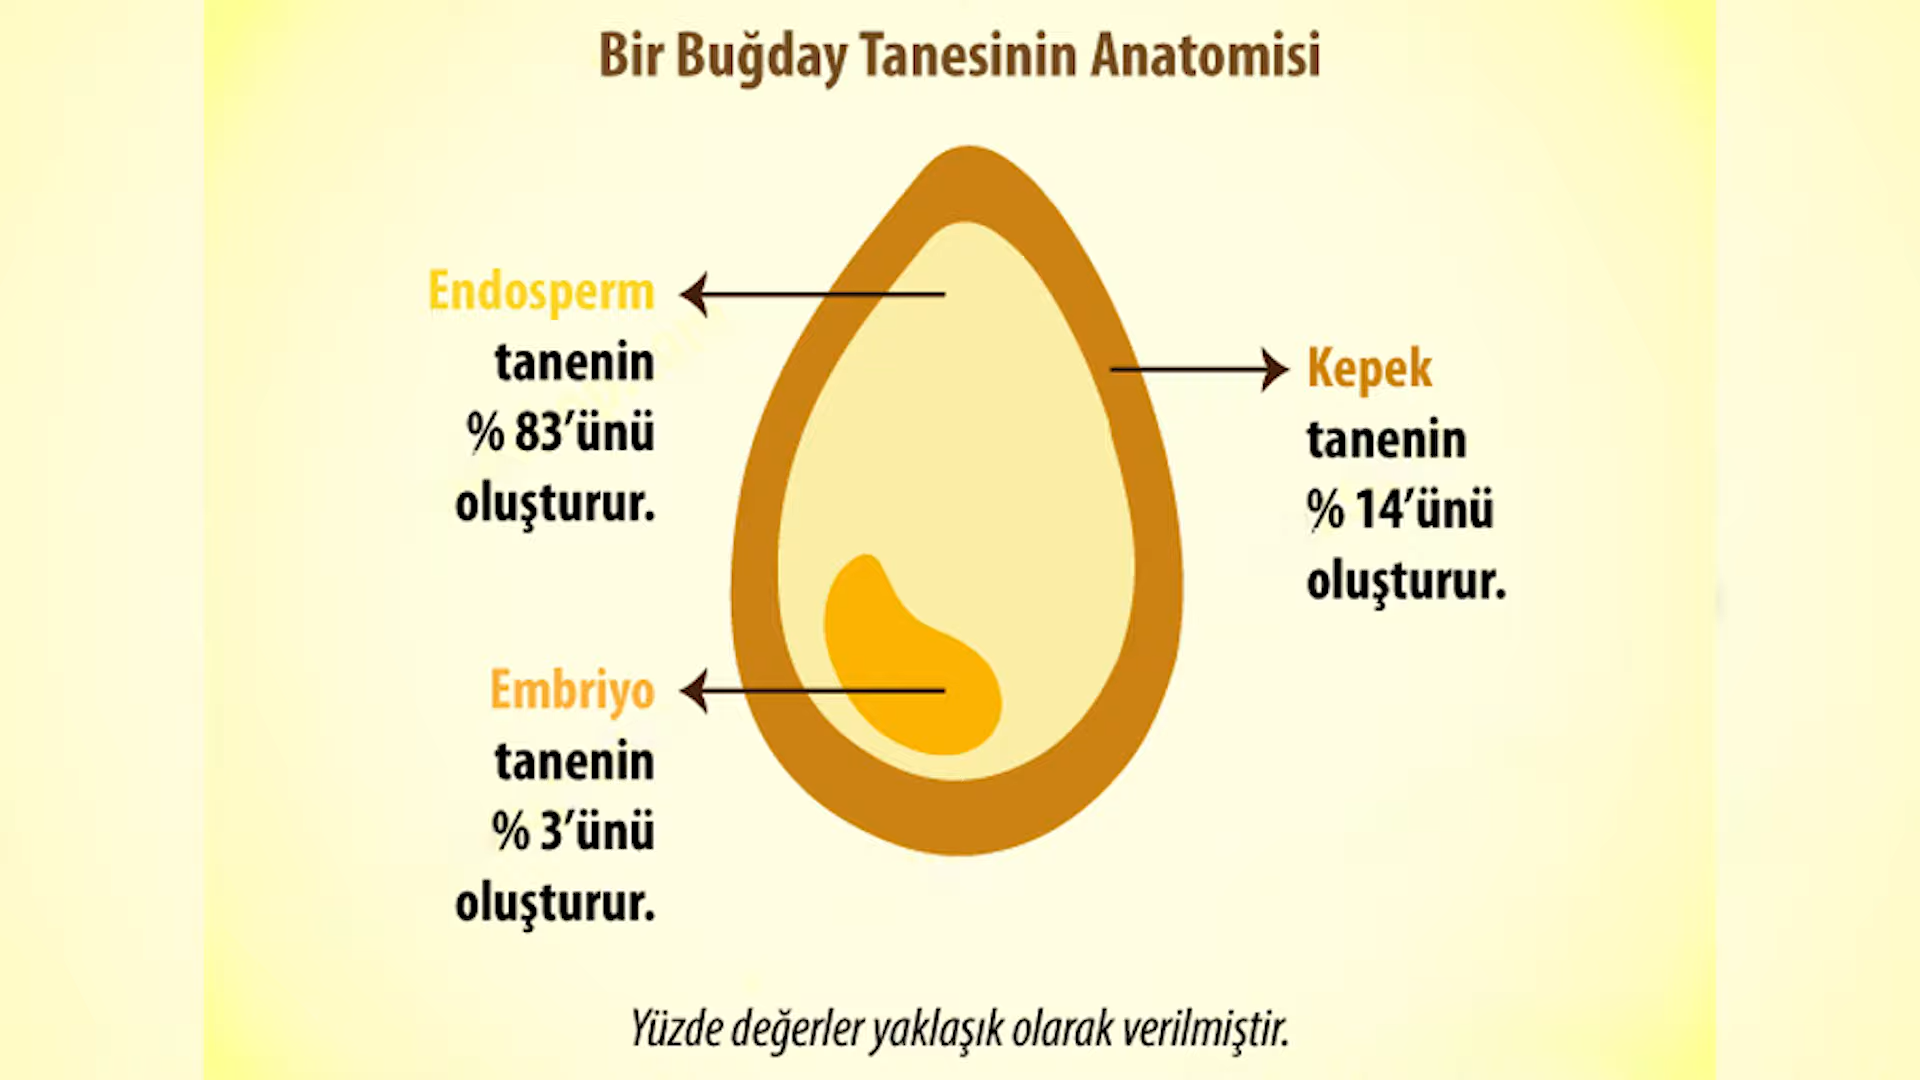 Bir Buğday Tanesinin Anatomisi
Endosperm
tanenin
% 83’ünü
oluşturur.
Kepek
tanenin
% 14’ünü
oluşturur.
Embriyo
tanenin
% 3’ünü
oluşturur.
Yüzde değerler yaklaşık olarak verilmiştir.